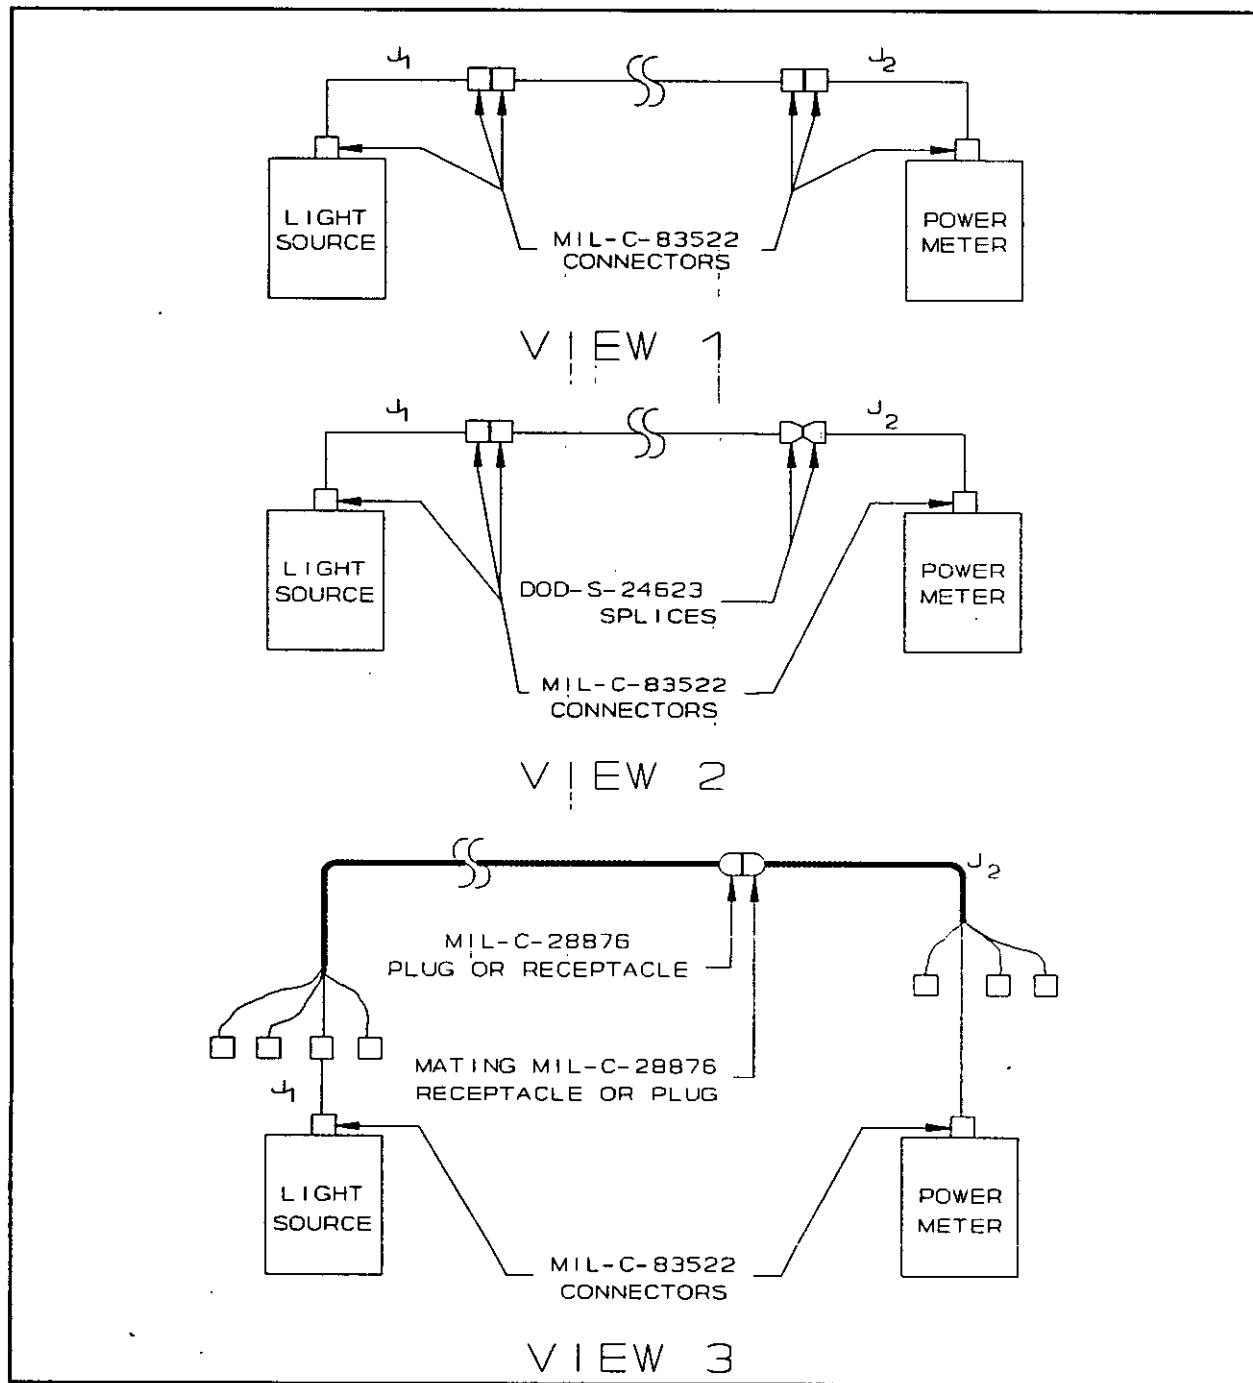 J1
J2
LIGHT
SOURCE
POWER
METER
MIL-C-83522
CONNECTORS
VIEW 1
J1
J2
LIGHT
SOURCE
POWER
METER
DOD-S-24623
SPLICES
MIL-C-83522
CONNECTORS
VIEW 2
J2
MIL-C-28876
PLUG OR RECEPTACLE
MATING MIL-C-28876
RECEPTACLE OR PLUG
J1
LIGHT
SOURCE
POWER
METER
MIL-C-83522
CONNECTORS
VIEW 3